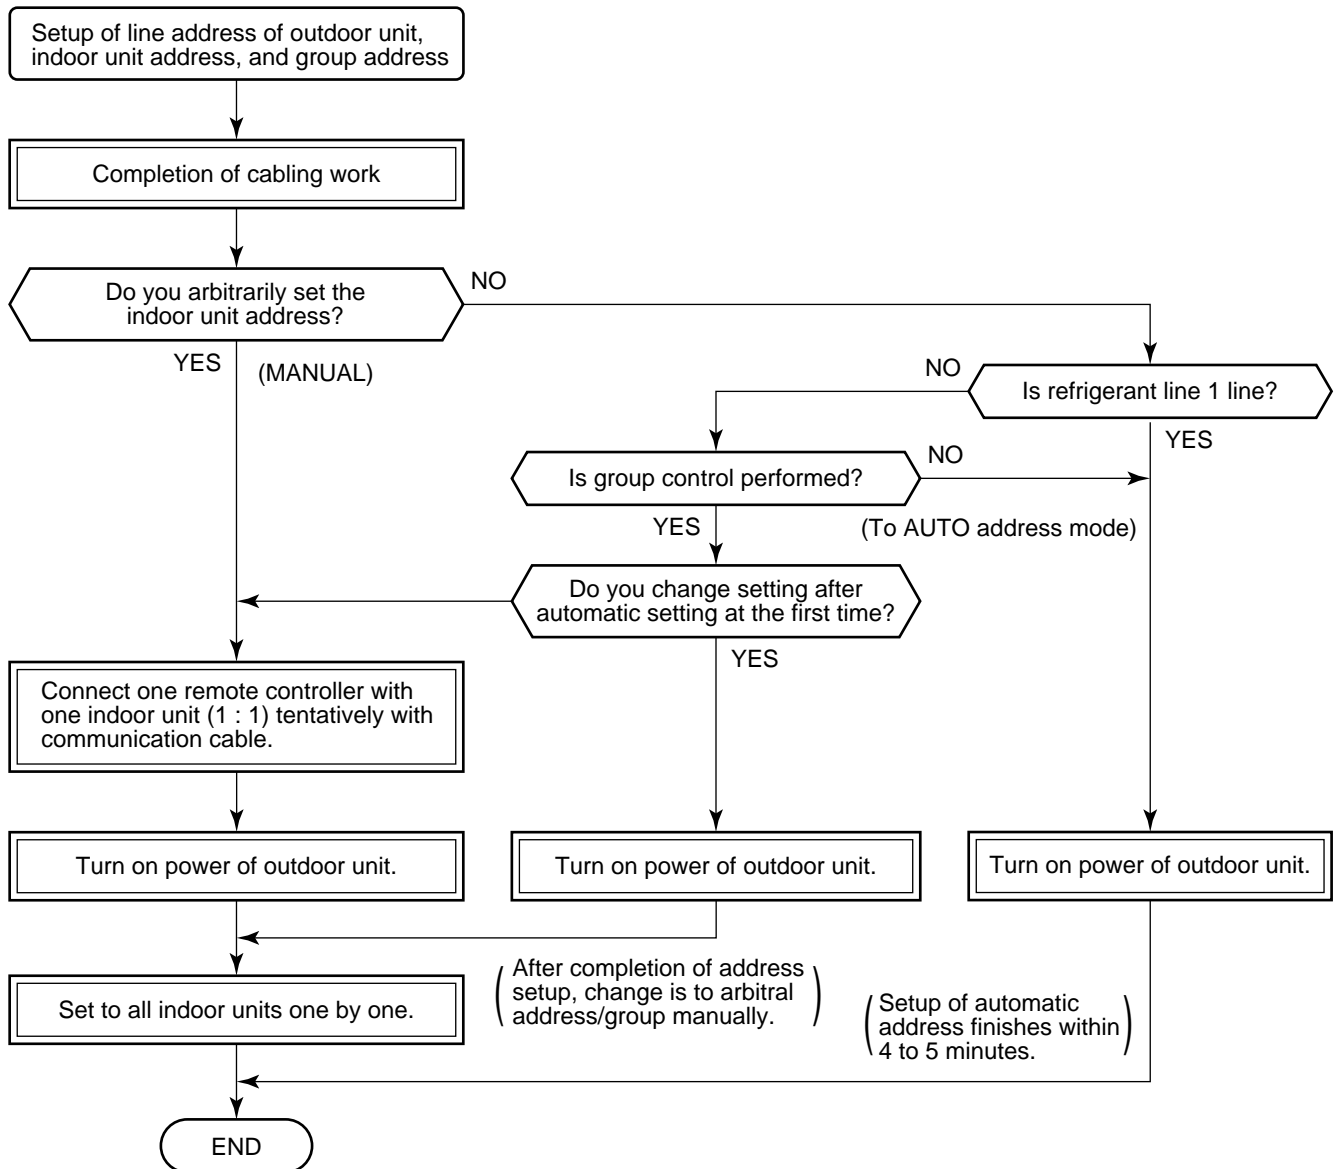 Setup of line address of outdoor unit,
indoor unit address, and group address
Completion of cabling work
Do you arbitrarily set the
indoor unit address?
NO
YES
(MANUAL)
NO
Is refrigerant line 1 line?
YES
Is group control performed?
NO
YES
(To AUTO address mode)
Do you change setting after
automatic setting at the first time?
YES
Connect one remote controller with
one indoor unit (1 : 1) tentatively with
communication cable.
Turn on power of outdoor unit.
Turn on power of outdoor unit.
Turn on power of outdoor unit.
(After completion of address
setup, change is to arbitral
address/group manually.)
Set to all indoor units one by one.
(Setup of automatic
address finishes within
4 to 5 minutes.)
END